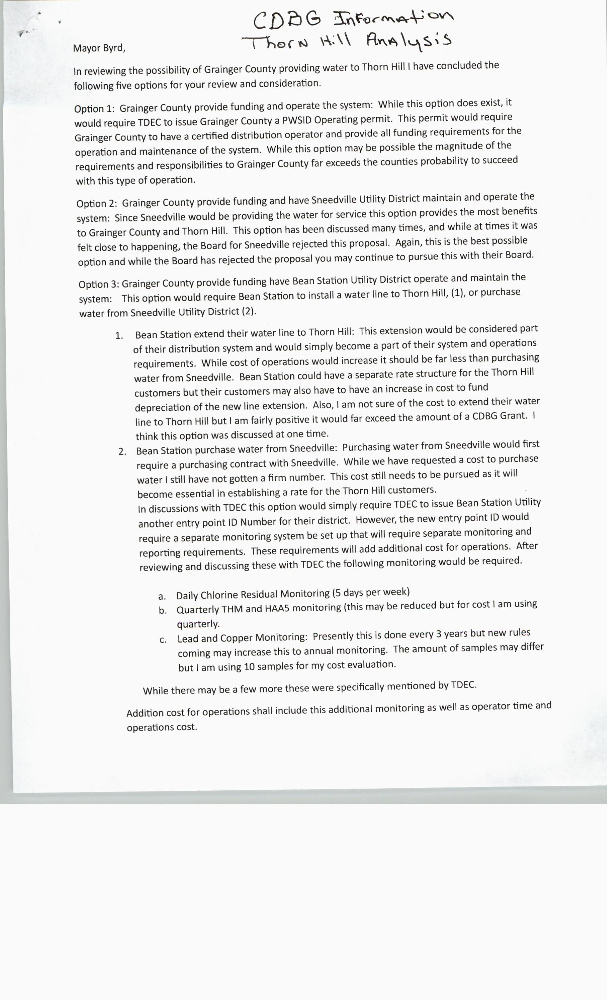 CDBG Information
Thorn Hill Analysis
Mayor Byrd,
In reviewing the possibility of Grainger County providing water to Thorn Hill I have concluded the
following five options for your review and consideration.
Option 1: Grainger County provide funding and operate the system: While this option does exist, it
would require TDEC to issue Grainger County a PWSID Operating permit. This permit would require
Grainger County to have a certified distribution operator and provide all funding requirements for the
operation and maintenance of the system. While this option may be possible the magnitude of the
requirements and responsibilities to Grainger County far exceeds the counties probability to succeed
with this type of operation.
Option 2: Grainger County provide funding and have Sneedville Utility District maintain and operate the
system: Since Sneedville would be providing the water for service this option provides the most benefits
to Grainger County and Thorn Hill. This option has been discussed many times, and while at times it was
felt close to happening, the Board for Sneedville rejected this proposal. Again, this is the best possible
option and while the Board has rejected the proposal you may continue to pursue this with their Board.
Option 3: Grainger County provide funding have Bean Station Utility District operate and maintain the
system: This option would require Bean Station to install a water line to Thorn Hill, (1), or purchase
water from Sneedville Utility District (2).
1. Bean Station extend their water line to Thorn Hill: This extension would be considered part
of their distribution system and would simply become a part of their system and operations
requirements. While cost of operations would increase it should be far less than purchasing
water from Sneedville. Bean Station could have a separate rate structure for the Thorn Hill
customers but their customers may also have to have an increase in cost to fund
depreciation of the new line extension. Also, I am not sure of the cost to extend their water
line to Thorn Hill but I am fairly positive it would far exceed the amount of a CDBG Grant. I
think this option was discussed at one time.
2. Bean Station purchase water from Sneedville: Purchasing water from Sneedville would first
require a purchasing contract with Sneedville. While we have requested a cost to purchase
water I still have not gotten a firm number. This cost still needs to be pursued as it will
become essential in establishing a rate for the Thorn Hill customers.
In discussions with TDEC this option would simply require TDEC to issue Bean Station Utility
another entry point ID Number for their district. However, the new entry point ID would
require a separate monitoring system be set up that will require separate monitoring and
reporting requirements. These requirements will add additional cost for operations. After
reviewing and discussing these with TDEC the following monitoring would be required.
a. Daily Chlorine Residual Monitoring (5 days per week)
b. Quarterly THM and HAA5 monitoring (this may be reduced but for cost I am using
quarterly.
c. Lead and Copper Monitoring: Presently this is done every 3 years but new rules
coming may increase this to annual monitoring. The amount of samples may differ
but I am using 10 samples for my cost evaluation.
While there may be a few more these were specifically mentioned by TDEC.
Addition cost for operations shall include this additional monitoring as well as operator time and
operations cost.